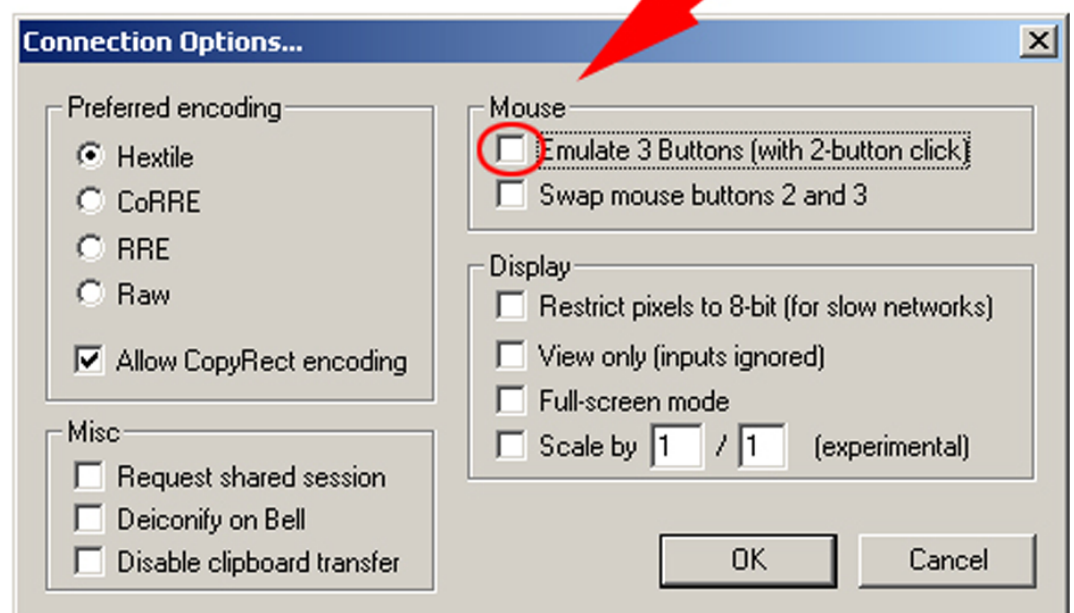 Connection Options...
Preferred encoding
Hextile
CoRRE
RRE
Raw
Allow CopyRect encoding
Misc
Request shared session
Deiconify on Bell
Disable clipboard transfer
Mouse
Emulate 3 Buttons (with 2-button click)
Swap mouse buttons 2 and 3
Display
Restrict pixels to 8-bit (for slow networks)
View only (inputs ignored)
Full-screen mode
Scale by 1 / 1 (experimental)
OK Cancel